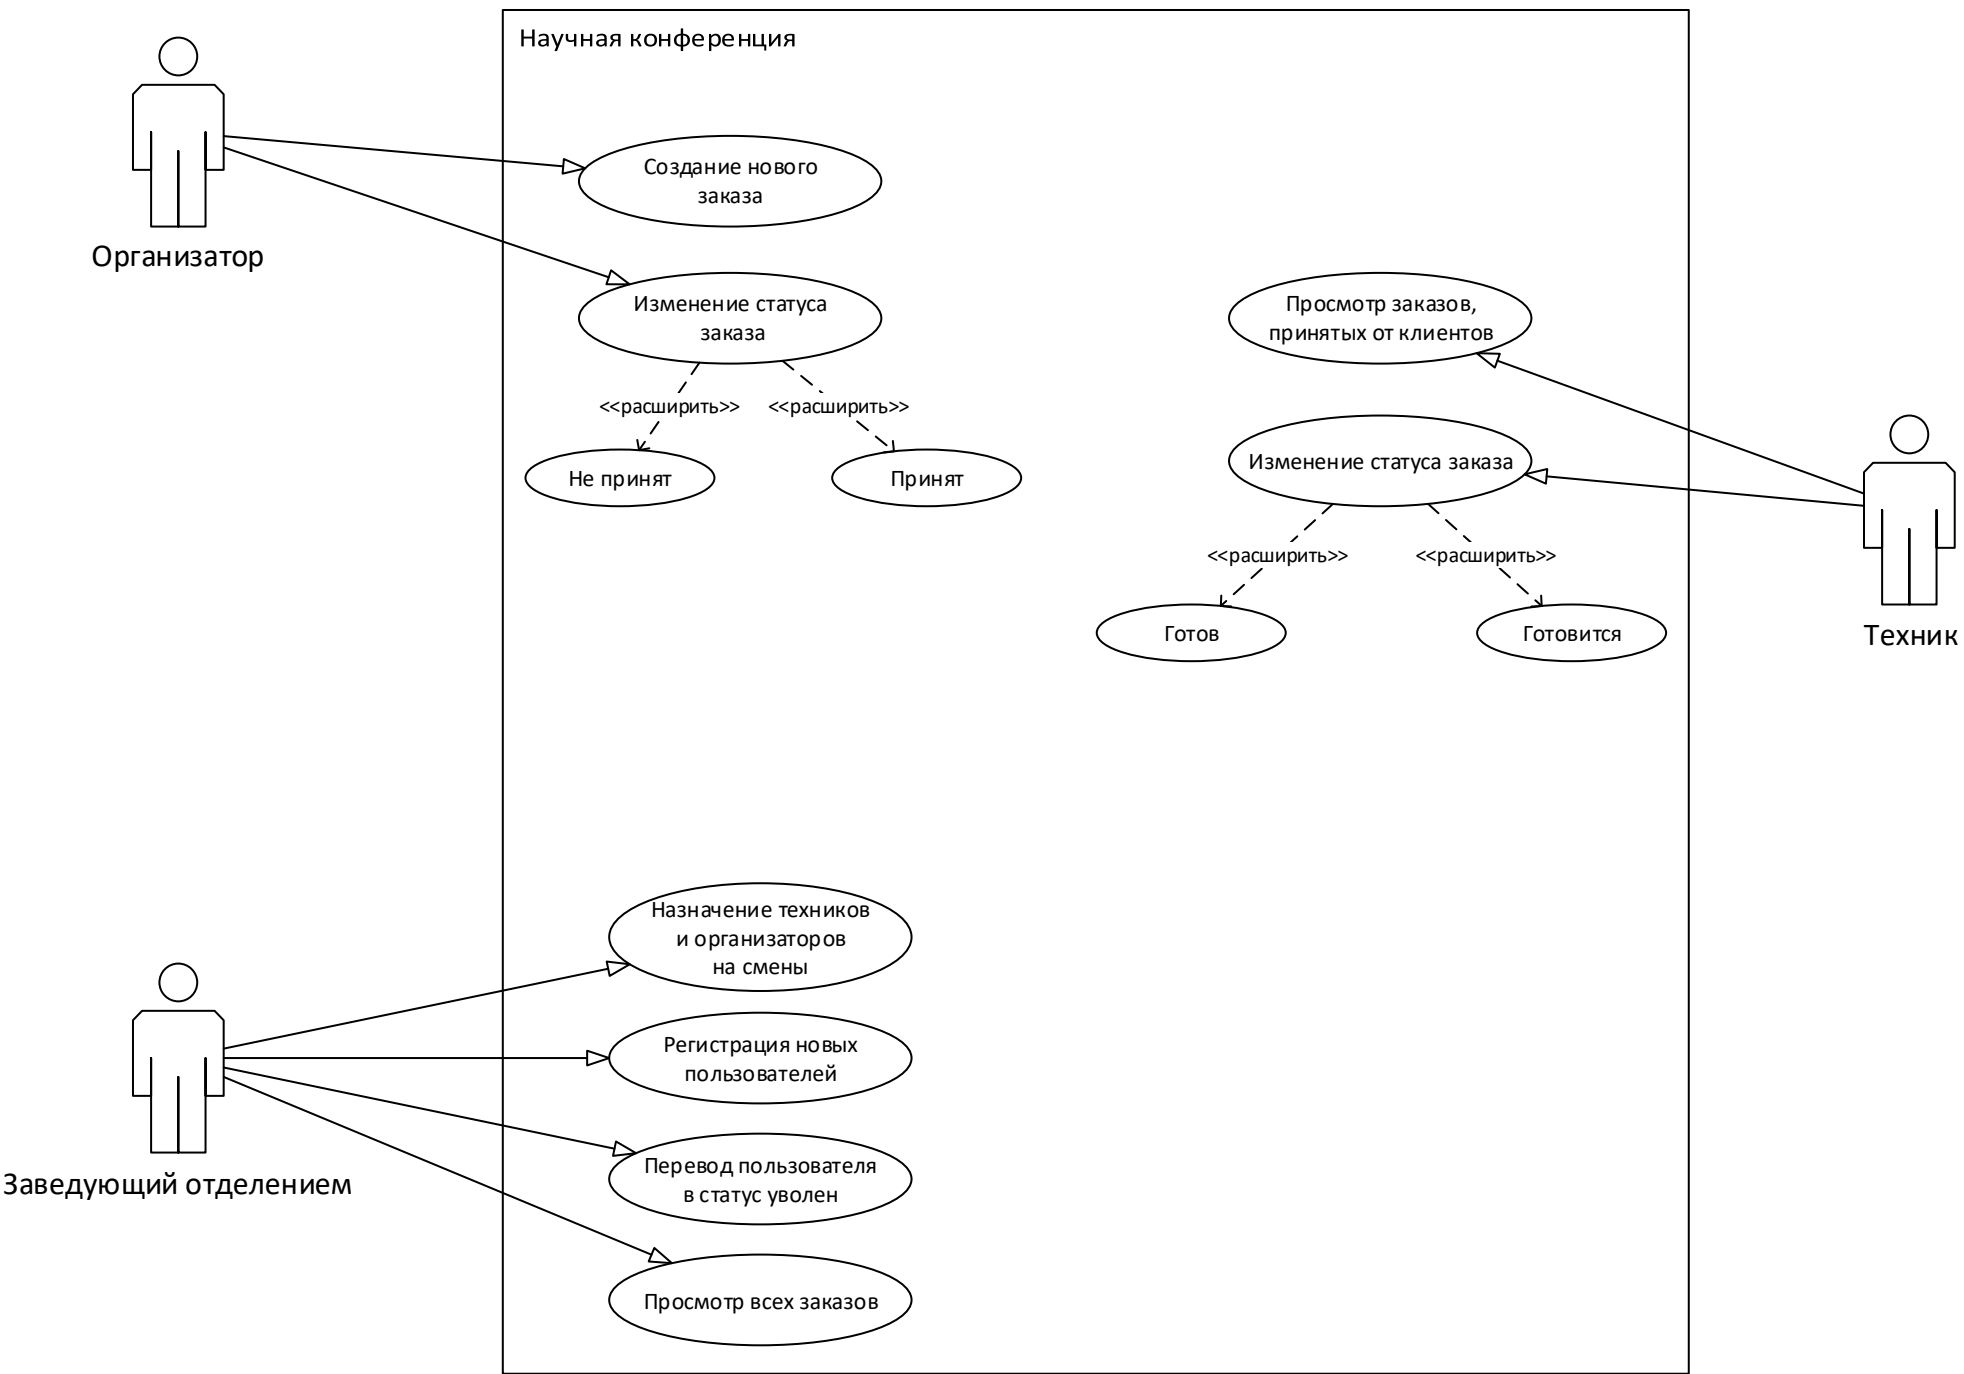 Научная конференция
Организатор
Создание нового
заказа
Изменение статуса
заказа
<<расширить>>
<<расширить>>
Не принят
Принят
Просмотр заказов,
принятых от клиентов
Изменение статуса заказа
<<расширить>>
<<расширить>>
Готов
Готовится
Техник
Заведующий отделением
Назначение техников
и организаторов
на смены
Регистрация новых
пользователей
Перевод пользователя
в статус уволен
Просмотр всех заказов